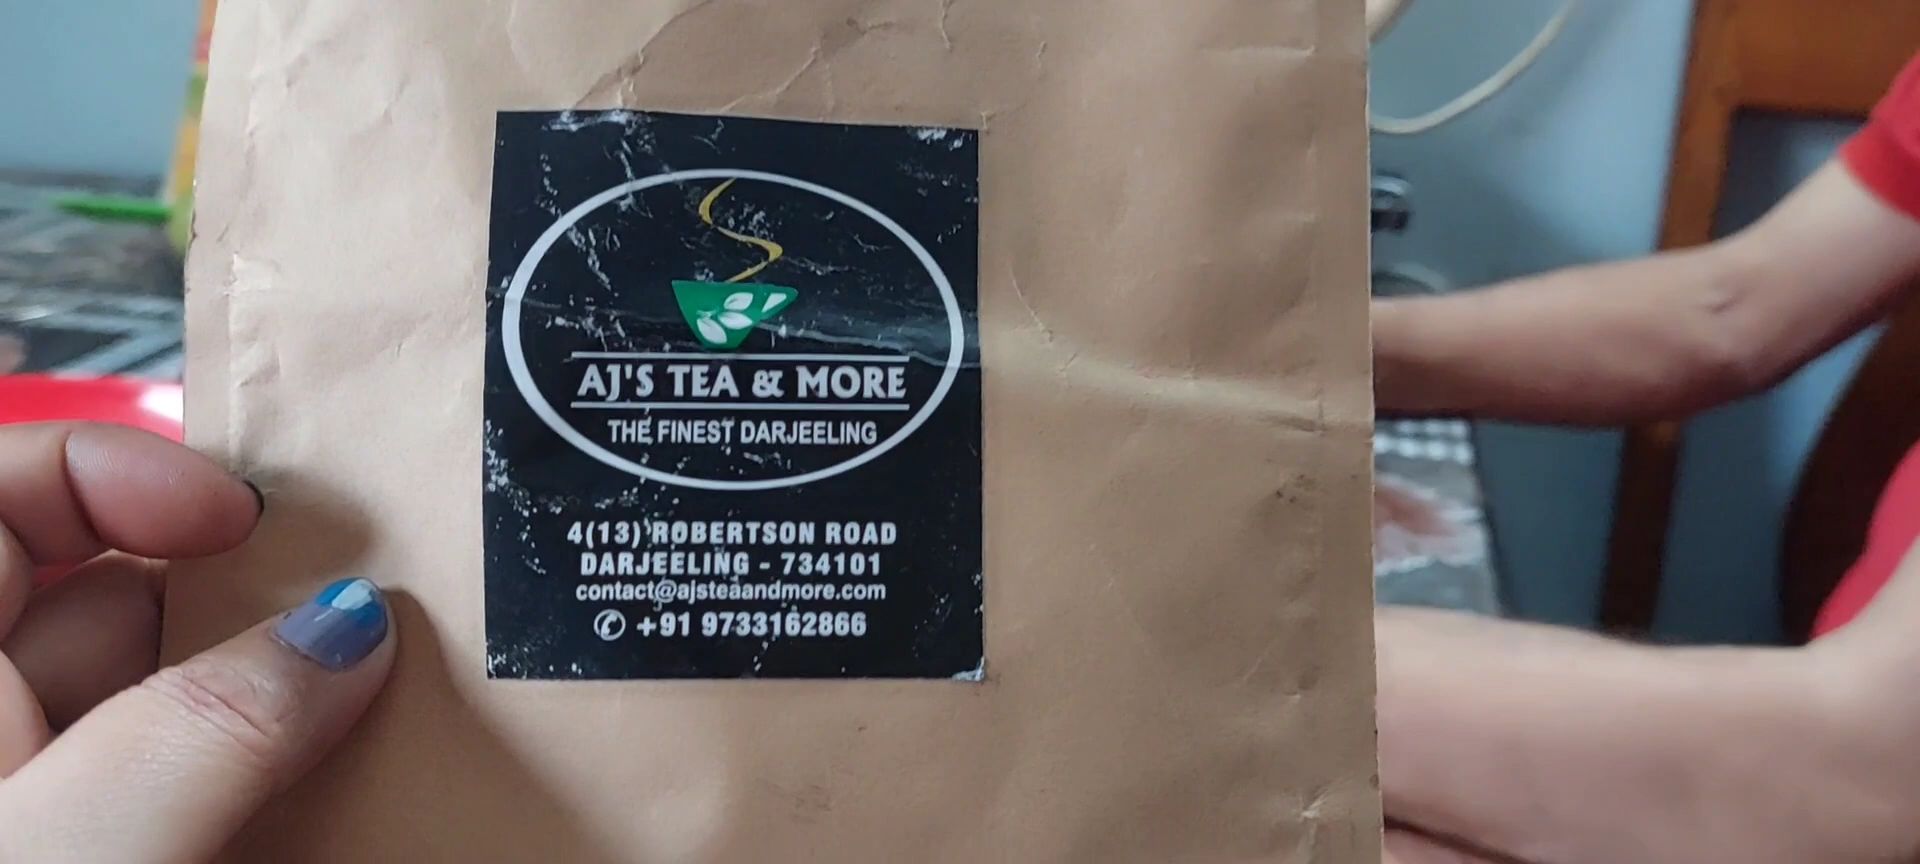 AJ'S TEA & MORE
THE FINEST DARJEELING
4(13) ROBERTSON ROAD
DARJEELING - 734101
contact@ajsteaandmore.com
✆ +91 9733162866